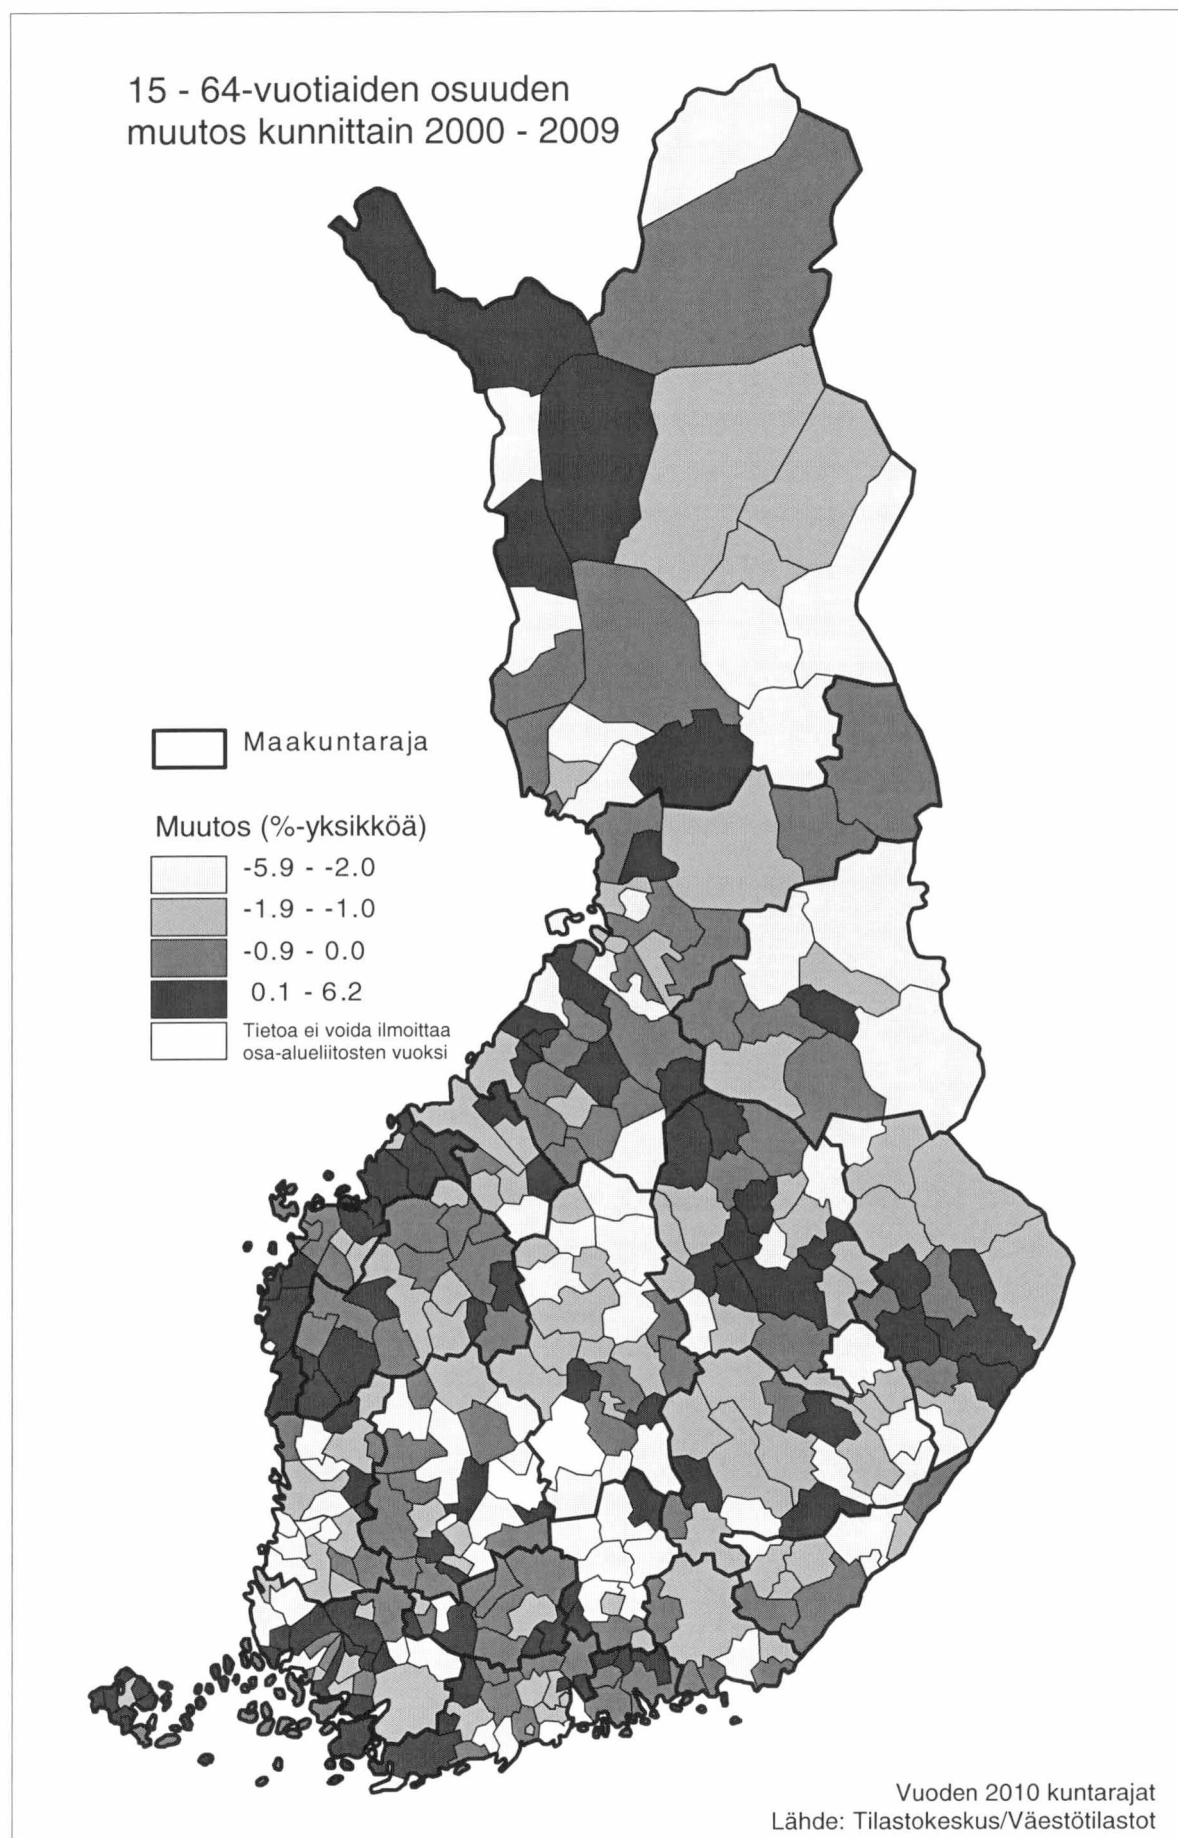 15 - 64-vuotiaiden osuuden
muutos kunnittain 2000 - 2009
Maakuntaraja
Muutos (%-yksikköä)
-5.9 - -2.0
-1.9 - -1.0
-0.9 - 0.0
0.1 - 6.2
Tietoa ei voida ilmoittaa
osa-alueliitosten vuoksi
Vuoden 2010 kuntarajat
Lähde: Tilastokeskus/Väestötilastot